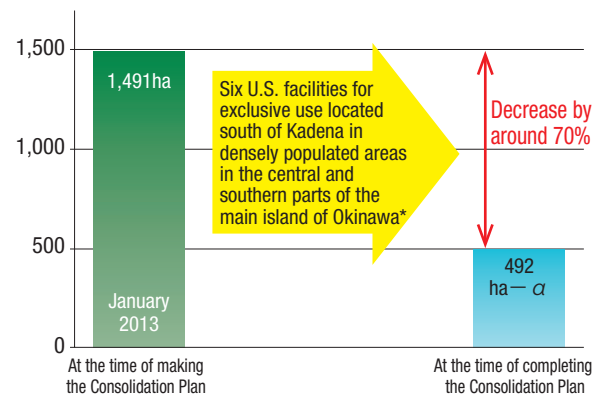 1,500
1,000
500
0
1,491ha
January
2013
Six U.S. facilities for
exclusive use located
south of Kadena in
densely populated areas
in the central and
southern parts of the
main island of Okinawa*
Decrease by
around 70%
492
ha－α
At the time of making
the Consolidation Plan
At the time of completing
the Consolidation Plan